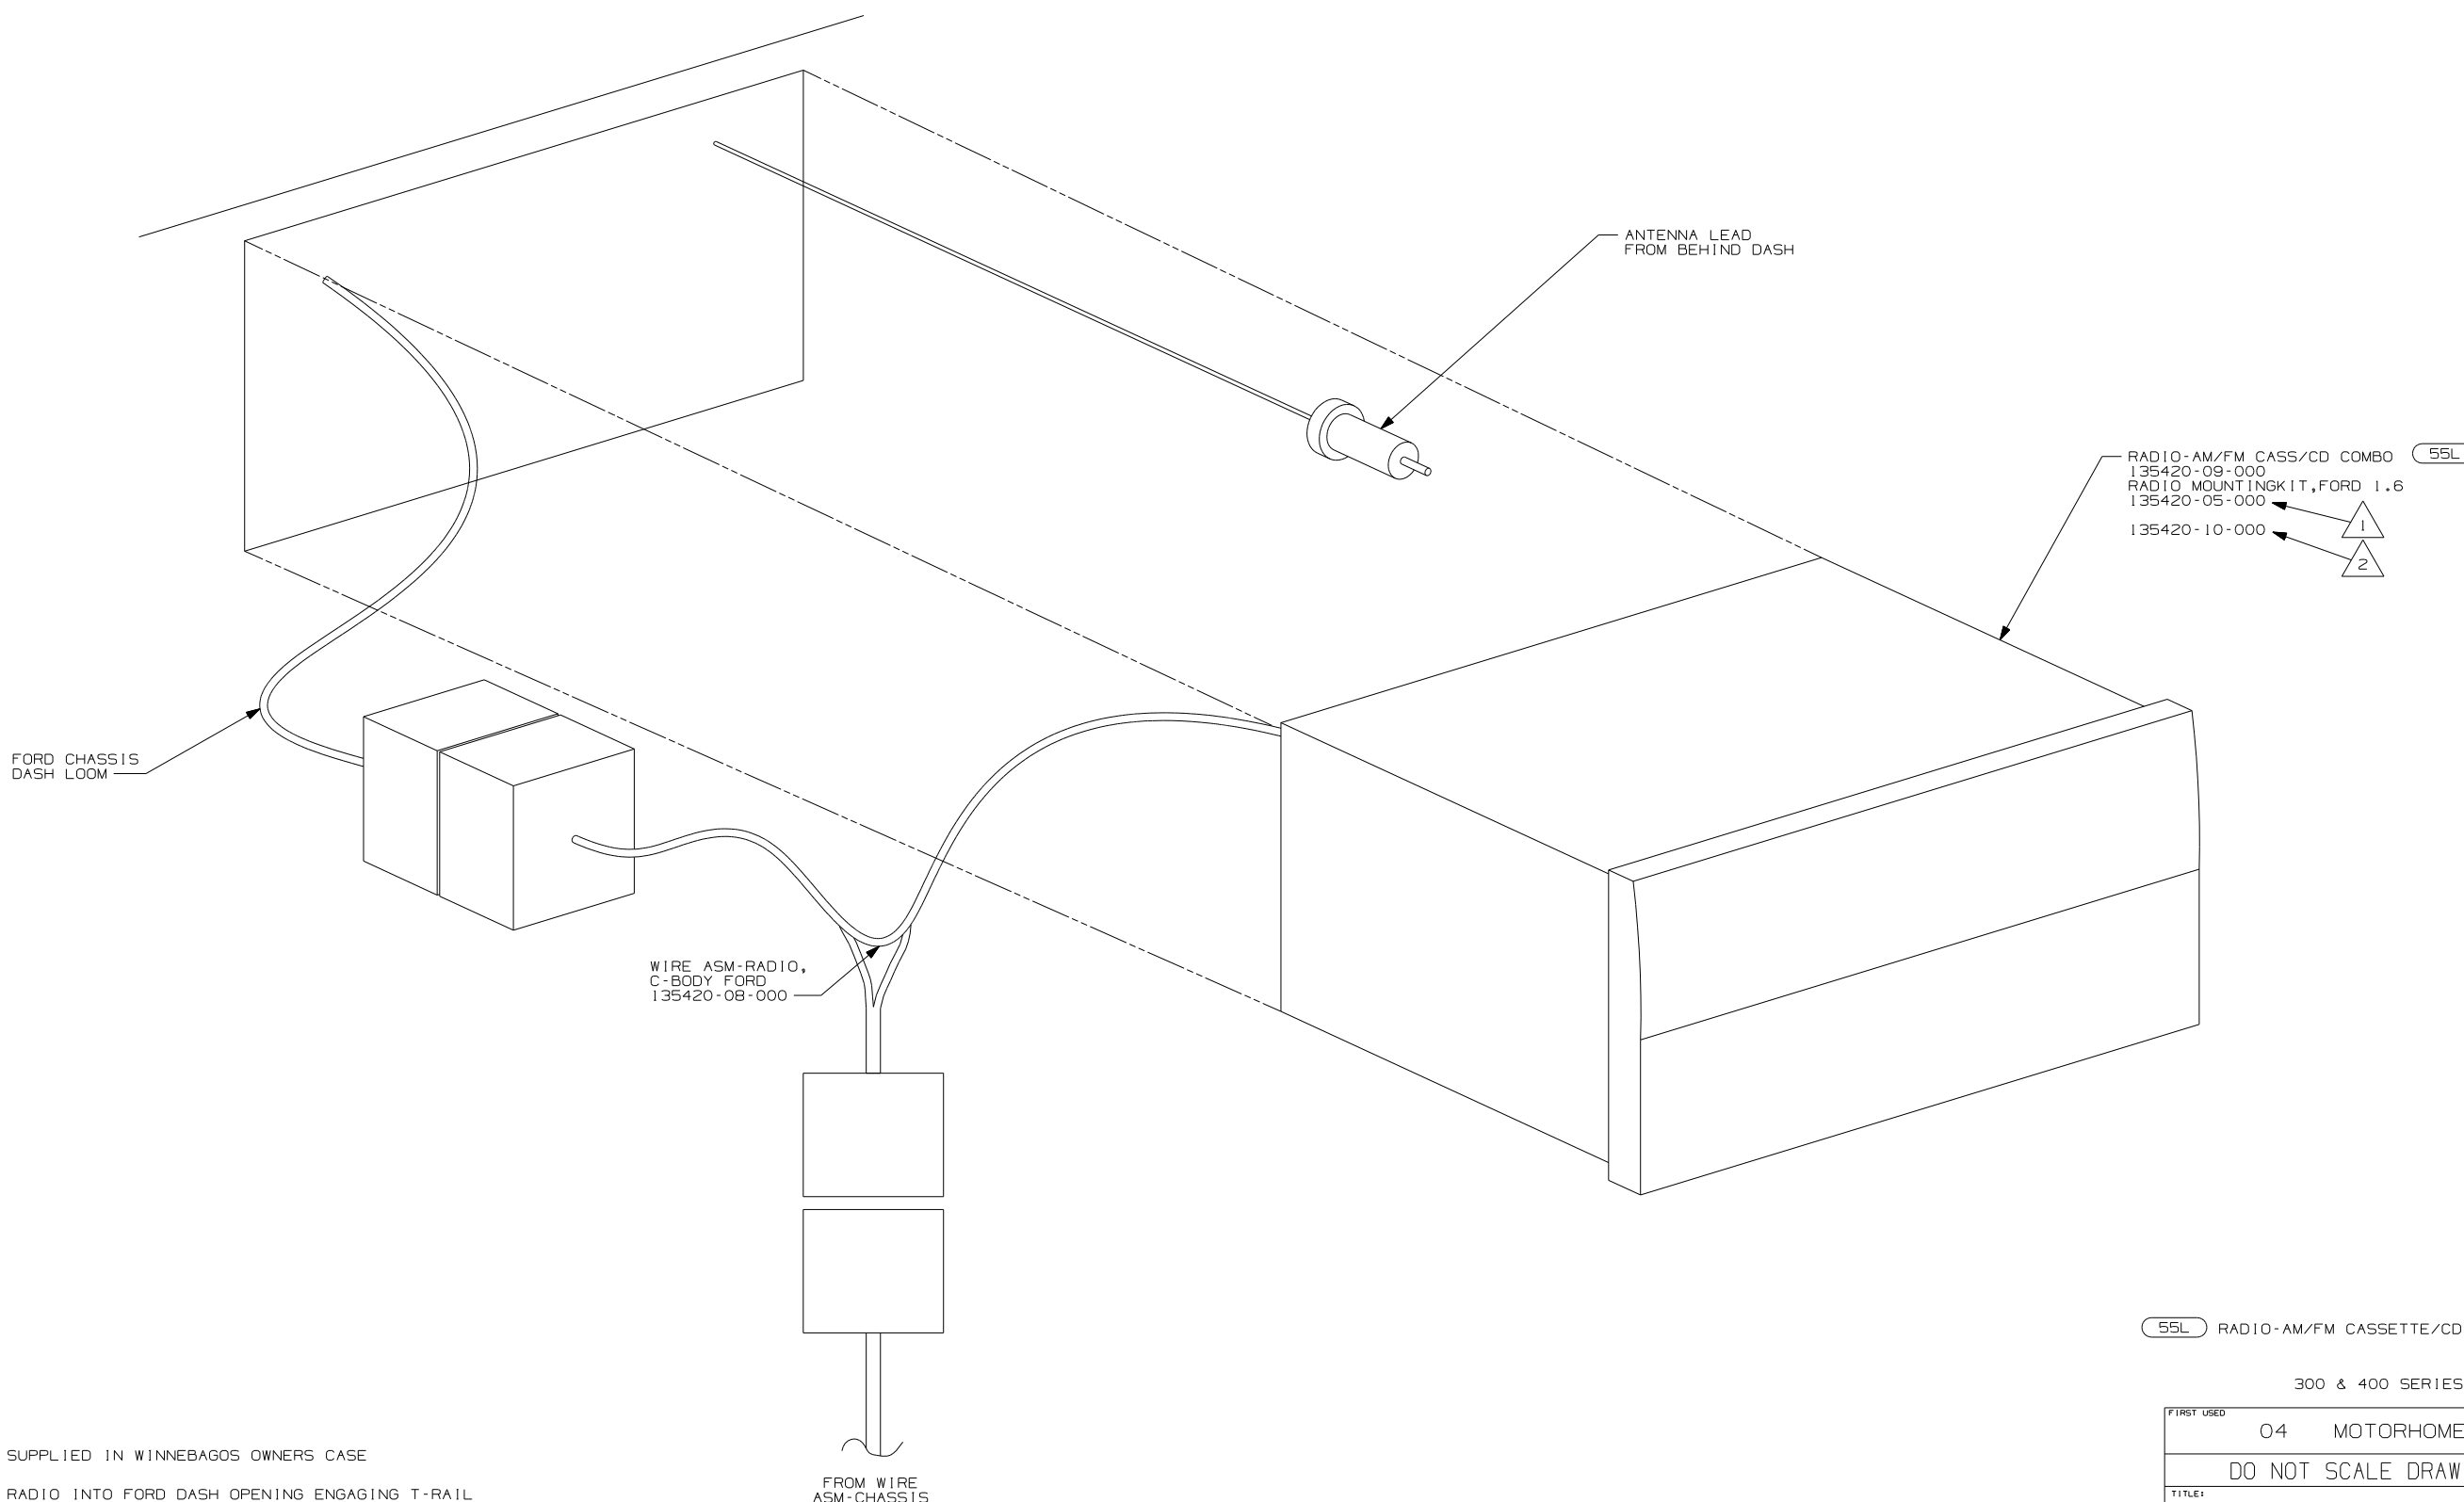 ANTENNA LEAD
FROM BEHIND DASH
RADIO-AM/FM CASS/CD COMBO 55L
135420-09-000
RADIO MOUNTINGKIT,FORD 1.6
135420-05-000
1
135420-10-000
2
FORD CHASSIS
DASH LOOM
WIRE ASM-RADIO,
C-BODY FORD
135420-08-000
55L RADIO-AM/FM CASSETTE/CD
300 & 400 SERIES
FIRST USED
04 MOTORHOME
DO NOT SCALE DRAW
TITLE:
SUPPLIED IN WINNEBAGOS OWNERS CASE
RADIO INTO FORD DASH OPENING ENGAGING T-RAIL
FROM WIRE
ASM-CHASSIS